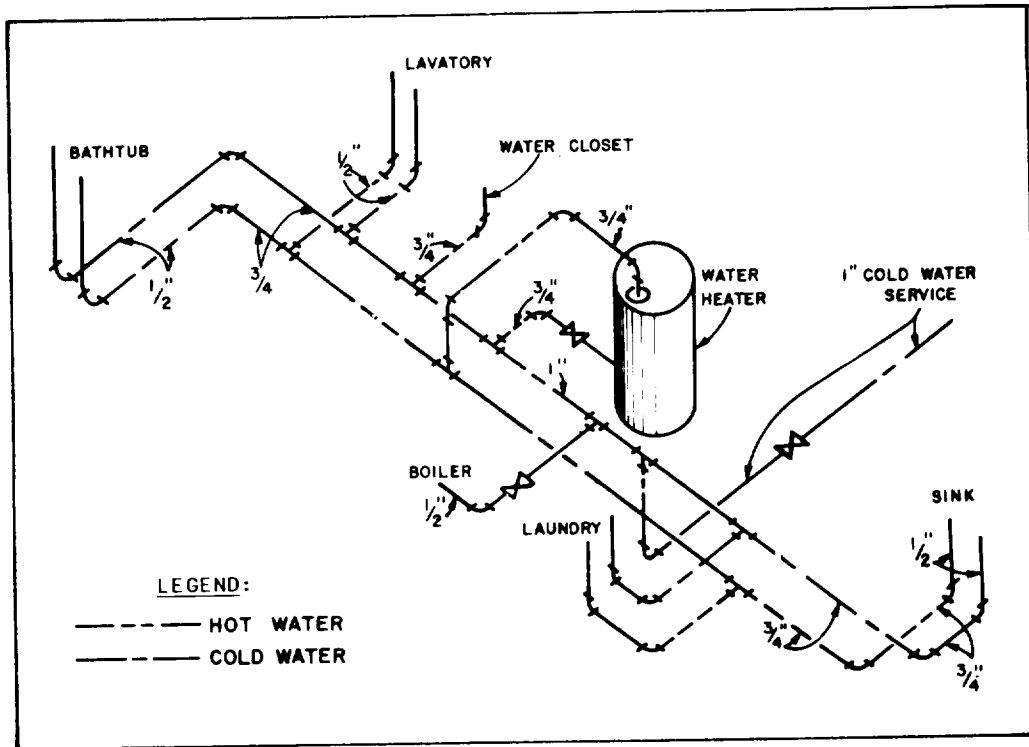 LAVATORY
BATHTUB
1/2"
WATER CLOSET
3/4"
3/4"
WATER
HEATER
1" COLD WATER
SERVICE
3/4
1/2"
3/4"
1"
BOILER
1/2"
LAUNDRY
SINK
1/2"
3/4"
3/4"
LEGEND:
HOT WATER
COLD WATER